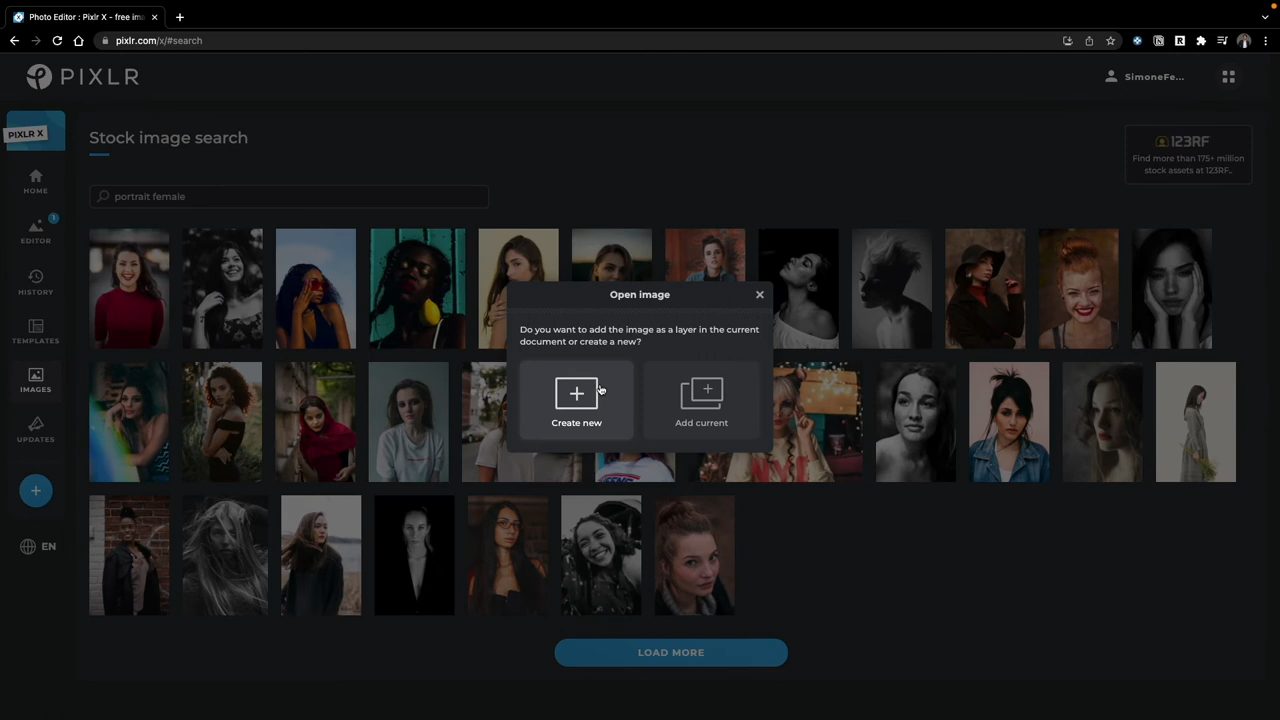 Photo Editor : Pixlr X - free ima
pixlr.com/x/#search
PIXLR
SimoneFe...
PIXLR X
Stock image search
123RF
Find more than 175+ million
stock assets at 123RF..
portrait female
HOME
1
EDITOR
HISTORY
TEMPLATES
IMAGES
UPDATES
EN
Open image
Do you want to add the image as a layer in the current
document or create a new?
Create new
Add current
LOAD MORE